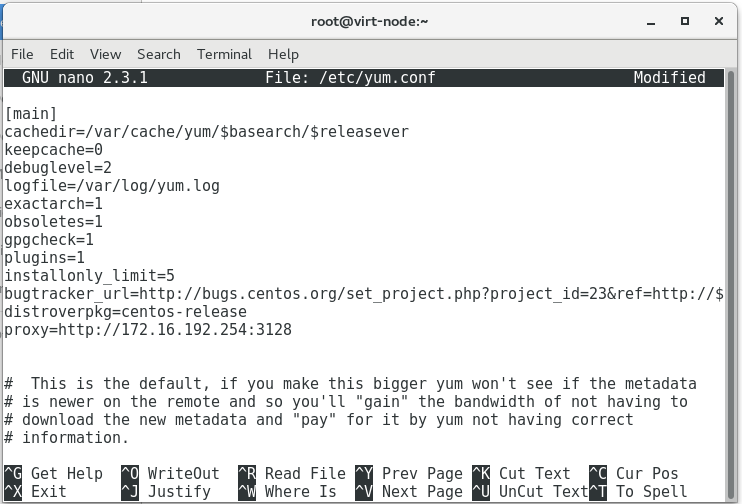 root@virt-node:~
File Edit View Search Terminal Help
GNU nano 2.3.1 File: /etc/yum.conf Modified
[main]
cachedir=/var/cache/yum/$basearch/$releasever
keepcache=0
debuglevel=2
logfile=/var/log/yum.log
exactarch=1
obsoletes=1
gpgcheck=1
plugins=1
installonly_limit=5
bugtracker_url=http://bugs.centos.org/set_project.php?project_id=23&ref=http://$
distroverpkg=centos-release
proxy=http://172.16.192.254:3128
#  This is the default, if you make this bigger yum won't see if the metadata
# is newer on the remote and so you'll "gain" the bandwidth of not having to
# download the new metadata and "pay" for it by yum not having correct
# information.
^G Get Help ^O WriteOut ^R Read File ^Y Prev Page ^K Cut Text ^C Cur Pos
^X Exit ^J Justify ^W Where Is ^V Next Page ^U UnCut Text ^T To Spell